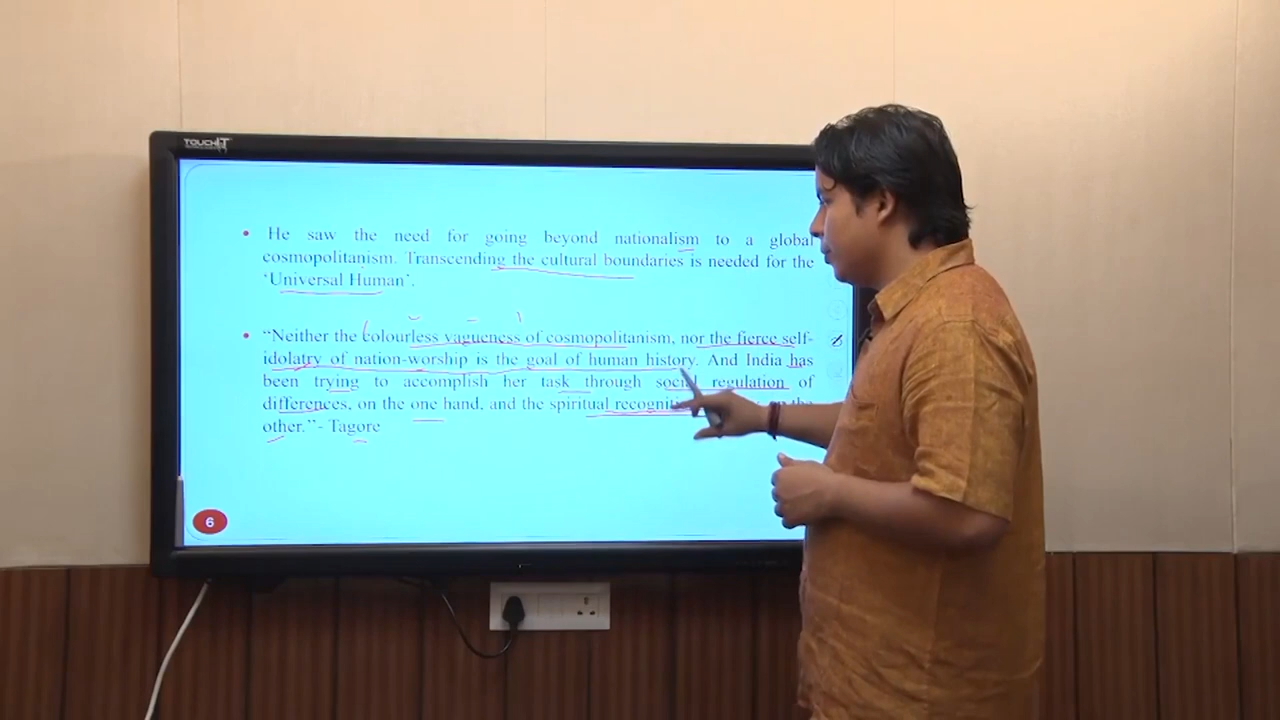 TOUCHIT
• He saw the need for going beyond nationalism to a global
cosmopolitanism. Transcending the cultural boundaries is needed for the
‘Universal Human’.
• “Neither the colourless vagueness of cosmopolitanism, nor the fierce self-
idolatry of nation-worship is the goal of human history. And India has
been trying to accomplish her task through social regulation of
differences, on the one hand, and the spiritual on the
other.”- Tagore
6